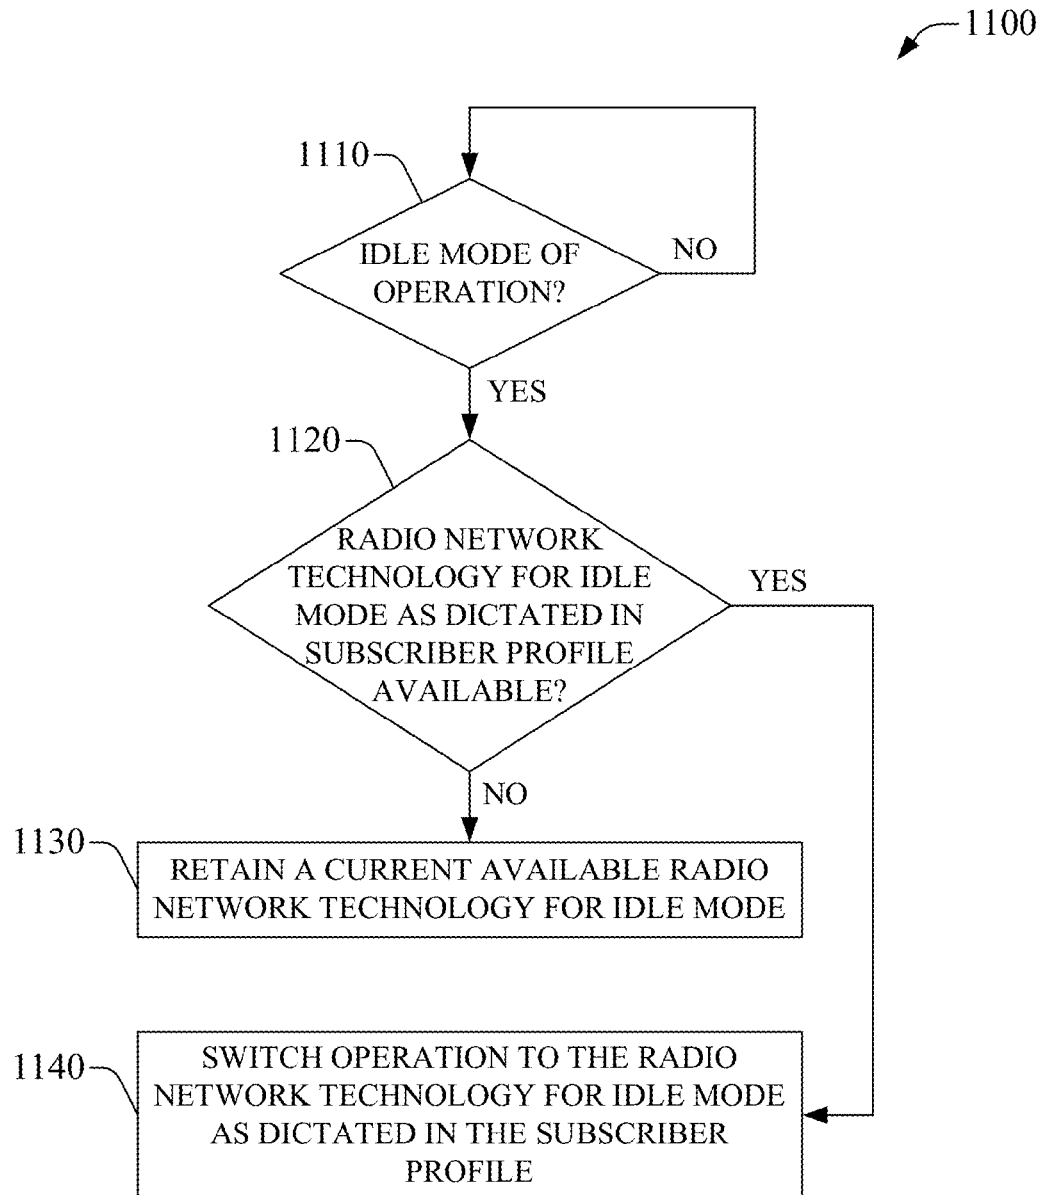 1100
1110
IDLE MODE OF
OPERATION?
NO
YES
1120
RADIO NETWORK
TECHNOLOGY FOR IDLE
MODE AS DICTATED IN
SUBSCRIBER PROFILE
AVAILABLE?
YES
NO
1130
RETAIN A CURRENT AVAILABLE RADIO
NETWORK TECHNOLOGY FOR IDLE MODE
1140
SWITCH OPERATION TO THE RADIO
NETWORK TECHNOLOGY FOR IDLE MODE
AS DICTATED IN THE SUBSCRIBER
PROFILE